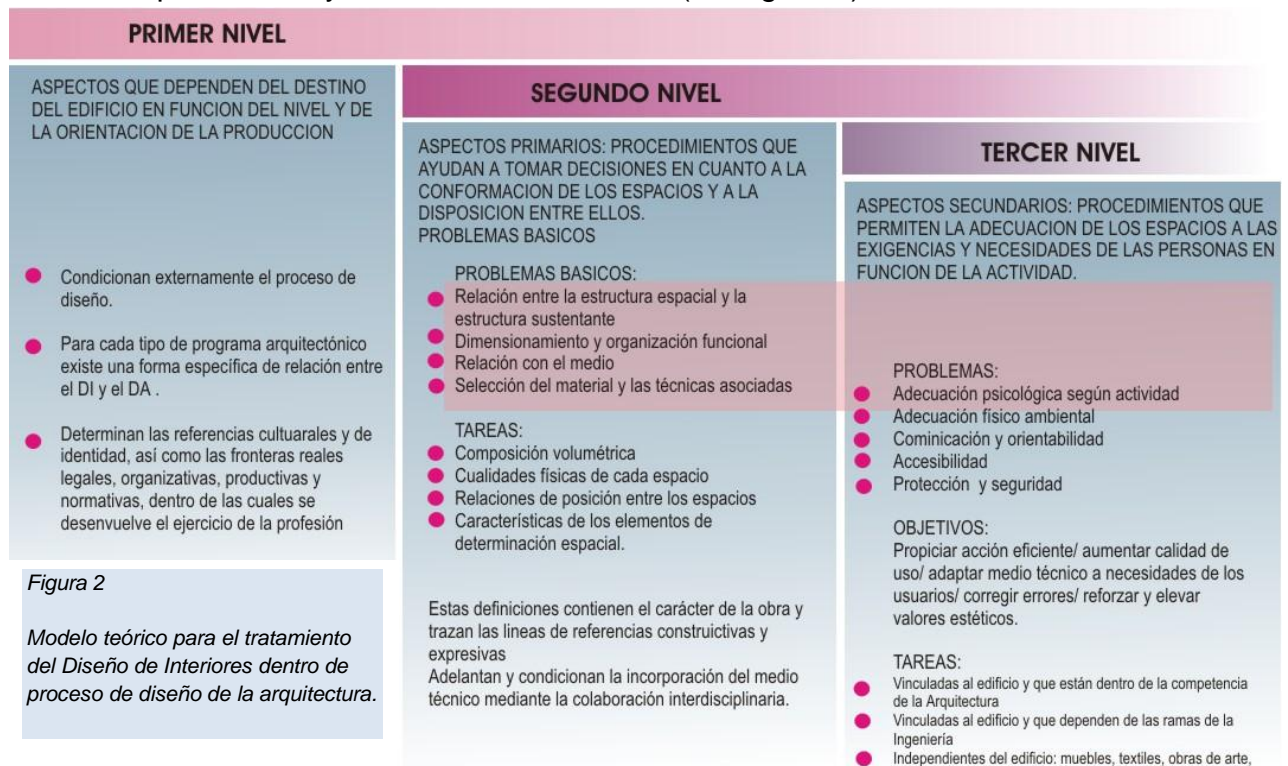 PRIMER NIVEL
ASPECTOS QUE DEPENDEN DEL DESTINO
DEL EDIFICIO EN FUNCION DEL NIVEL Y DE
LA ORIENTACION DE LA PRODUCCION
Condicionan externamente el proceso de
diseño.
Para cada tipo de programa arquitectónico
existe una forma específica de relación entre
el DI y el DA .
Determinan las referencias cultuarales y de
identidad, así como las fronteras reales
legales, organizativas, productivas y
normativas, dentro de las cuales se
desenvuelve el ejercicio de la profesión
Figura 2
Modelo teórico para el tratamiento
del Diseño de Interiores dentro de
proceso de diseño de la arquitectura.
SEGUNDO NIVEL
ASPECTOS PRIMARIOS: PROCEDIMIENTOS QUE
AYUDAN A TOMAR DECISIONES EN CUANTO A LA
CONFORMACION DE LOS ESPACIOS Y A LA
DISPOSICION ENTRE ELLOS.
PROBLEMAS BASICOS
PROBLEMAS BASICOS:
Relación entre la estructura espacial y la
estructura sustentante
Dimensionamiento y organización funcional
Relación con el medio
Selección del material y las técnicas asociadas
TAREAS:
Composición volumétrica
Cualidades físicas de cada espacio
Relaciones de posición entre los espacios
Características de los elementos de
determinación espacial.
Estas definiciones contienen el carácter de la obra y
trazan las lineas de referencias construictivas y
expresivas
Adelantan y condicionan la incorporación del medio
técnico mediante la colaboración interdisciplinaria.
TERCER NIVEL
ASPECTOS SECUNDARIOS: PROCEDIMIENTOS QUE
PERMITEN LA ADECUACION DE LOS ESPACIOS A LAS
EXIGENCIAS Y NECESIDADES DE LAS PERSONAS EN
FUNCION DE LA ACTIVIDAD.
PROBLEMAS:
Adecuación psicológica según actividad
Adecuación físico ambiental
Cominicación y orientabilidad
Accesibilidad
Protección y seguridad
OBJETIVOS:
Propiciar acción eficiente/ aumentar calidad de
uso/ adaptar medio técnico a necesidades de los
usuarios/ corregir errores/ reforzar y elevar
valores estéticos.
TAREAS:
Vinculadas al edificio y que están dentro de la competencia
de la Arquitectura
Vinculadas al edificio y que dependen de las ramas de la
Ingeniería
Independientes del edificio: muebles, textiles, obras de arte,